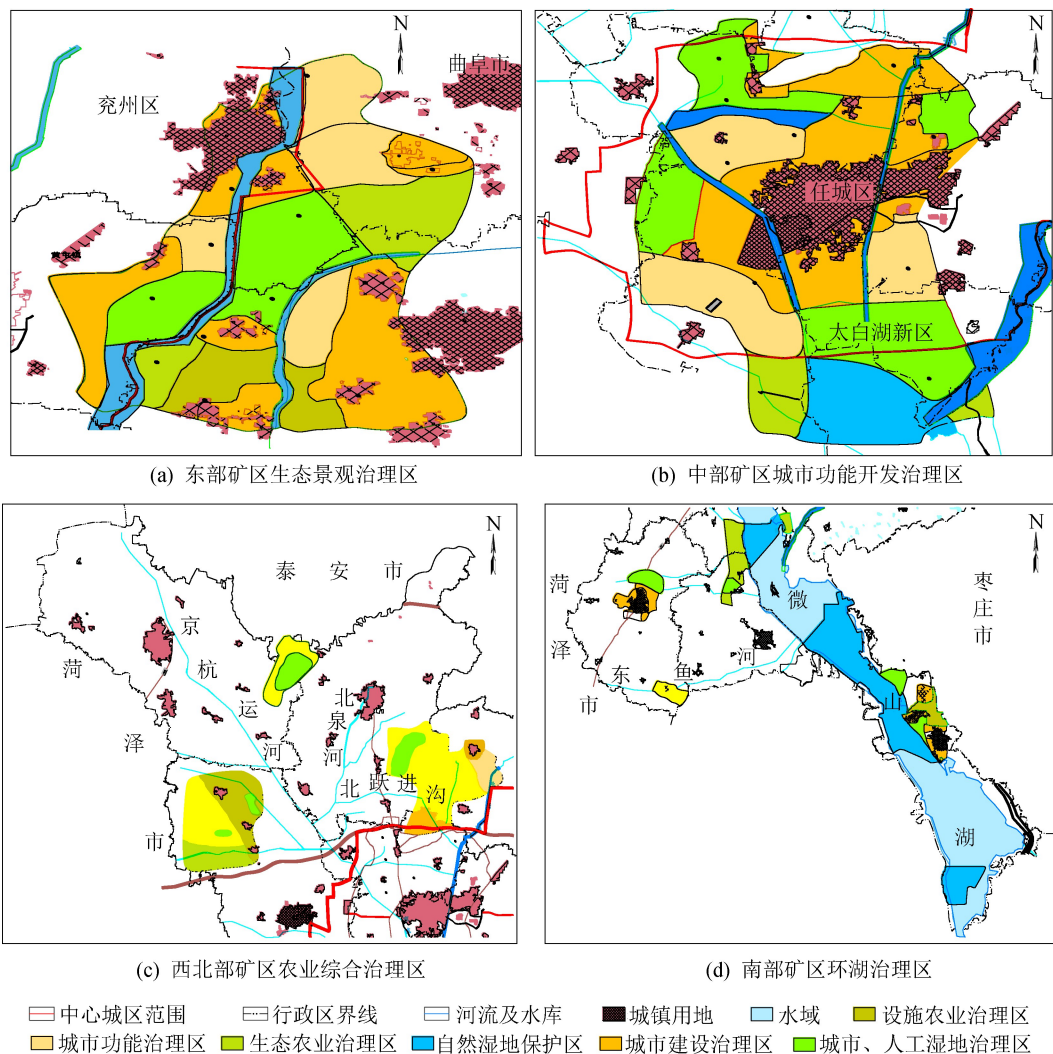 N
兖州区
曲阜市
(a) 东部矿区生态景观治理区
N
任城区
太白湖新区
(b) 中部矿区城市功能开发治理区
N
泰安市
菏泽市
京杭运河
北泉河
北跃进沟
(c) 西北部矿区农业综合治理区
N
菏泽市
枣庄市
东鱼河
微山湖
(d) 南部矿区环湖治理区
中心城区范围 行政区界线 河流及水库 城镇用地 水域 设施农业治理区
城市功能治理区 生态农业治理区 自然湿地保护区 城市建设治理区 城市、人工湿地治理区